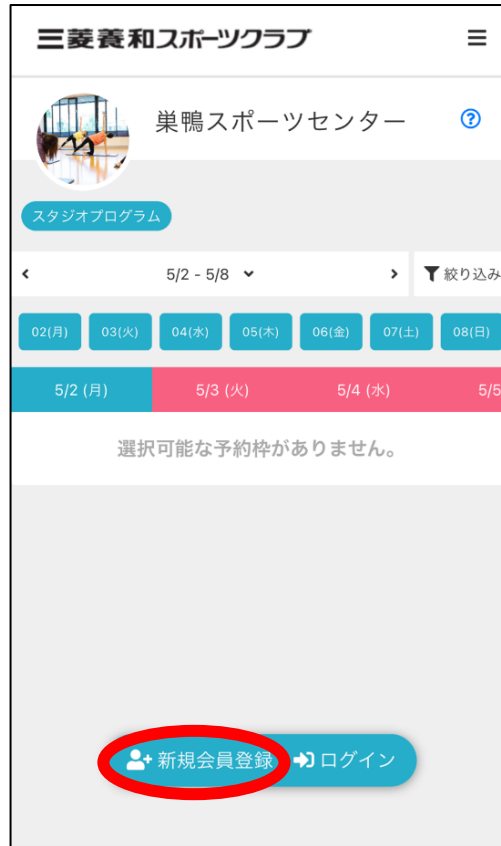 三菱養和スポーツクラブ
巣鴨スポーツセンター
スタジオプログラム
5/2 - 5/8
絞り込み
02(月) 03(火) 04(水) 05(木) 06(金) 07(土) 08(日)
5/2 (月) 5/3 (火) 5/4 (水) 5/5
選択可能な予約枠がありません。
新規会員登録 ログイン